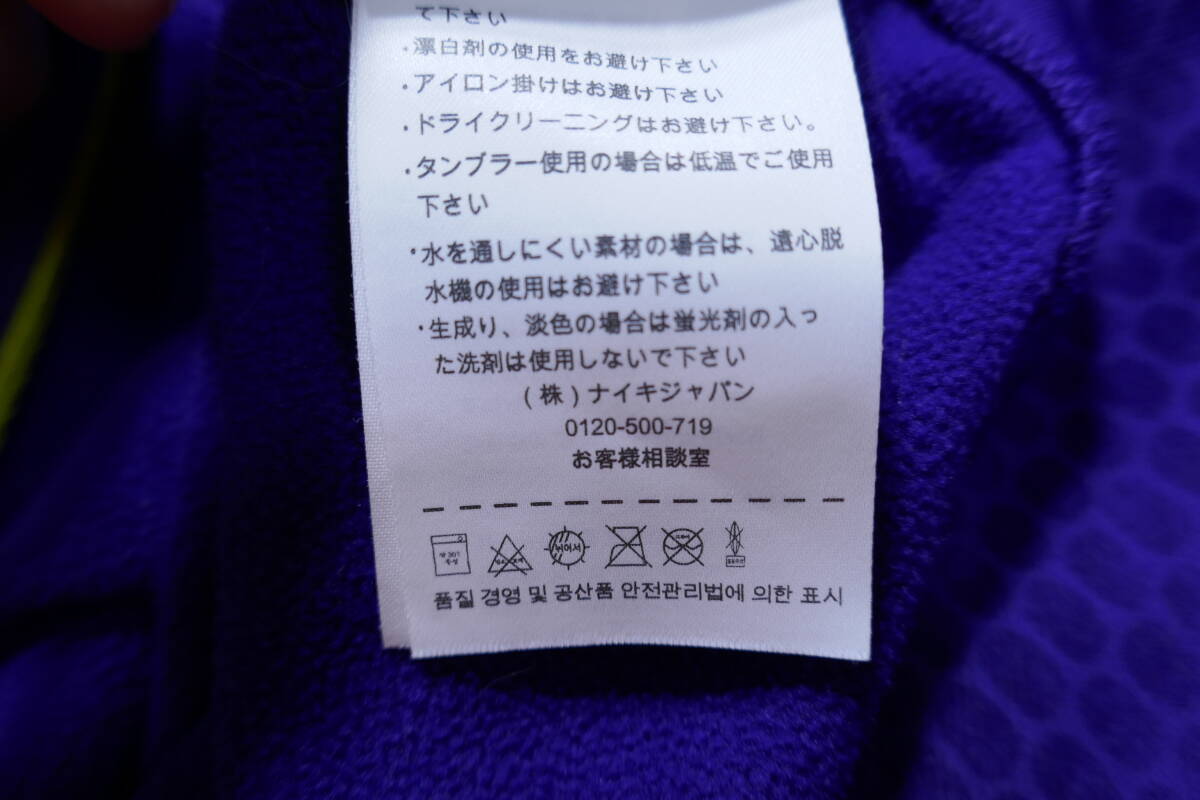 て下さい
・漂白剤の使用をお避け下さい
・アイロン掛けはお避け下さい
・ドライクリーニングはお避け下さい。
・タンブラー使用の場合は低温でご使用
下さい
・水を通しにくい素材の場合は、遠心脱
水機の使用はお避け下さい
・生成り、淡色の場合は蛍光剤の入っ
た洗剤は使用しないで下さい
(株)ナイキジャパン
0120-500-719
お客様相談室
품질 경영 및 공산품 안전관리법에 의한 표시